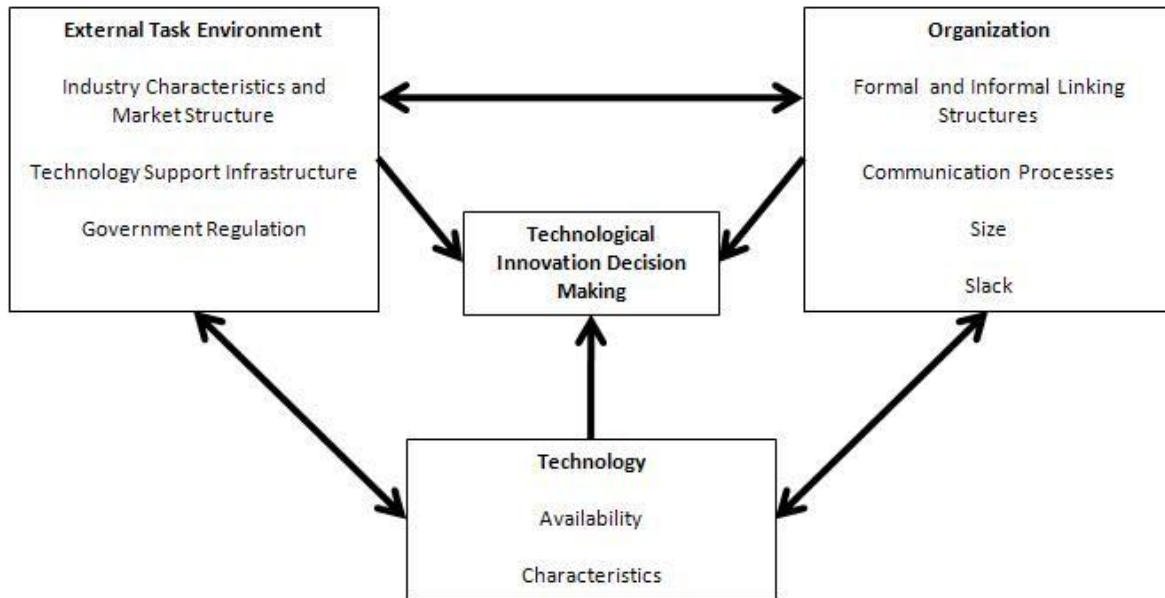 External Task Environment
Industry Characteristics and
Market Structure
Technology Support Infrastructure
Government Regulation
Organization
Formal and Informal Linking
Structures
Communication Processes
Size
Slack
Technological
Innovation Decision
Making
Technology
Availability
Characteristics